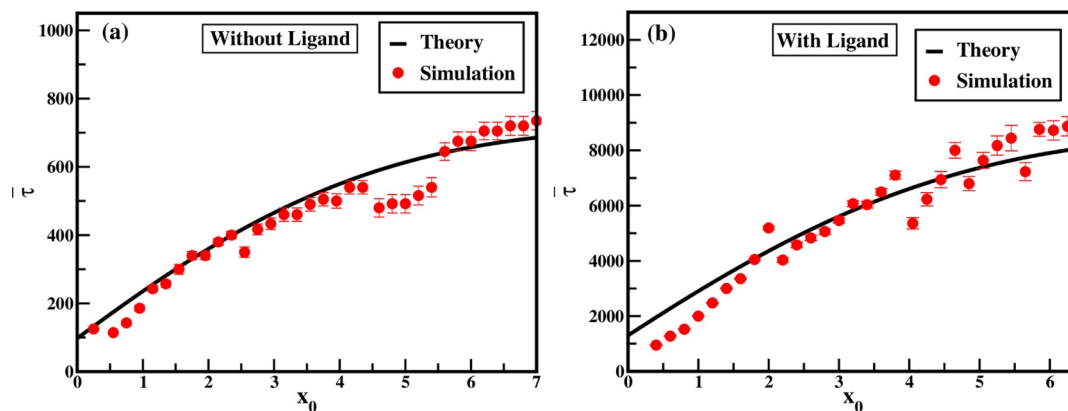 (a)
Without Ligand
Theory
Simulation
1000
800
600
400
200
0
τ̅
0 1 2 3 4 5 6 7
x0
(b)
With Ligand
Theory
Simulation
12000
10000
8000
6000
4000
2000
0
τ̅
0 1 2 3 4 5 6
x0